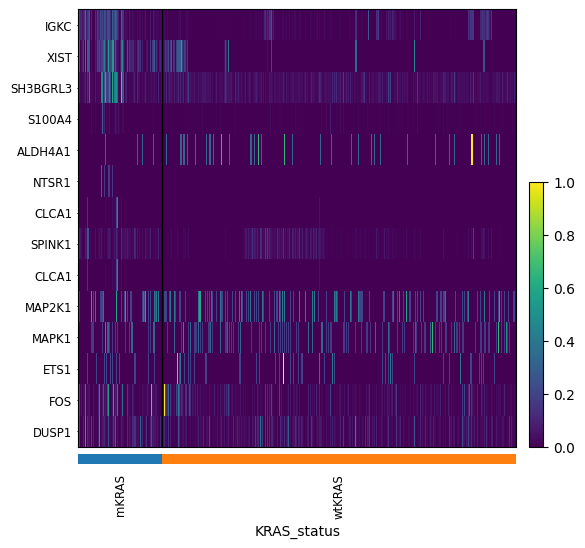 IGKC
XIST
SH3BGRL3
S100A4
ALDH4A1
NTSR1
CLCA1
SPINK1
CLCA1
MAP2K1
MAPK1
ETS1
FOS
DUSP1
1.0
0.8
0.6
0.4
0.2
0.0
mKRAS
wtKRAS
KRAS_status